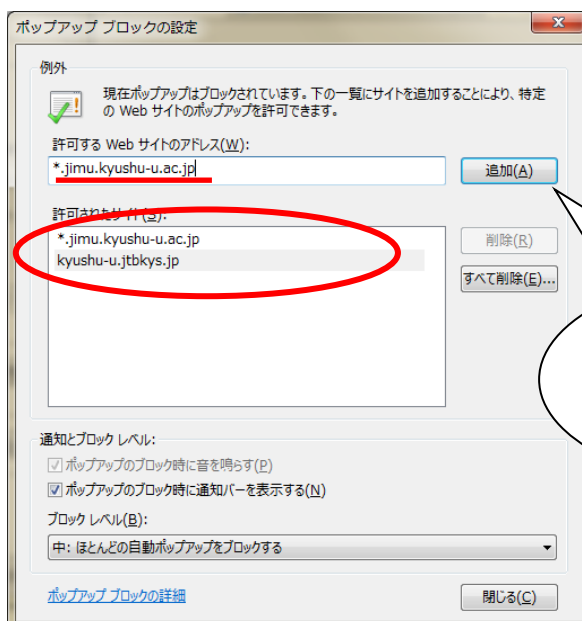 ポップアップ ブロックの設定
例外
現在ポップアップはブロックされています。下の一覧にサイトを追加することにより、特定
の Web サイトのポップアップを許可できます。
許可する Web サイトのアドレス(W):
*.jimu.kyushu-u.ac.jp
追加(A)
許可されたサイト(S):
*.jimu.kyushu-u.ac.jp
kyushu-u.jtbkys.jp
削除(R)
すべて削除(E)...
通知とブロック レベル:
ポップアップのブロック時に音を鳴らす(P)
ポップアップのブロック時に通知バーを表示する(N)
ブロック レベル(B):
中: ほとんどの自動ポップアップをブロックする
ポップアップ ブロックの詳細
閉じる(C)